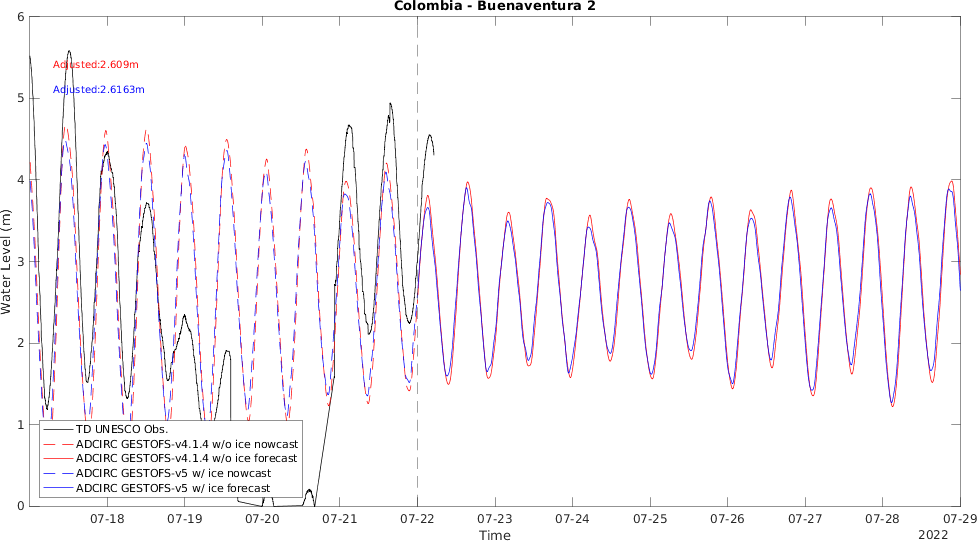 Colombia - Buenaventura 2
6
5
4
3
2
1
0
Water Level (m)
Adjusted:2.609m
Adjusted:2.6163m
TD UNESCO Obs.
ADCIRC GESTOFS-v4.1.4 w/o ice nowcast
ADCIRC GESTOFS-v4.1.4 w/o ice forecast
ADCIRC GESTOFS-v5 w/ ice nowcast
ADCIRC GESTOFS-v5 w/ ice forecast
07-18 07-19 07-20 07-21 07-22 07-23 07-24 07-25 07-26 07-27 07-28 07-29
Time
2022